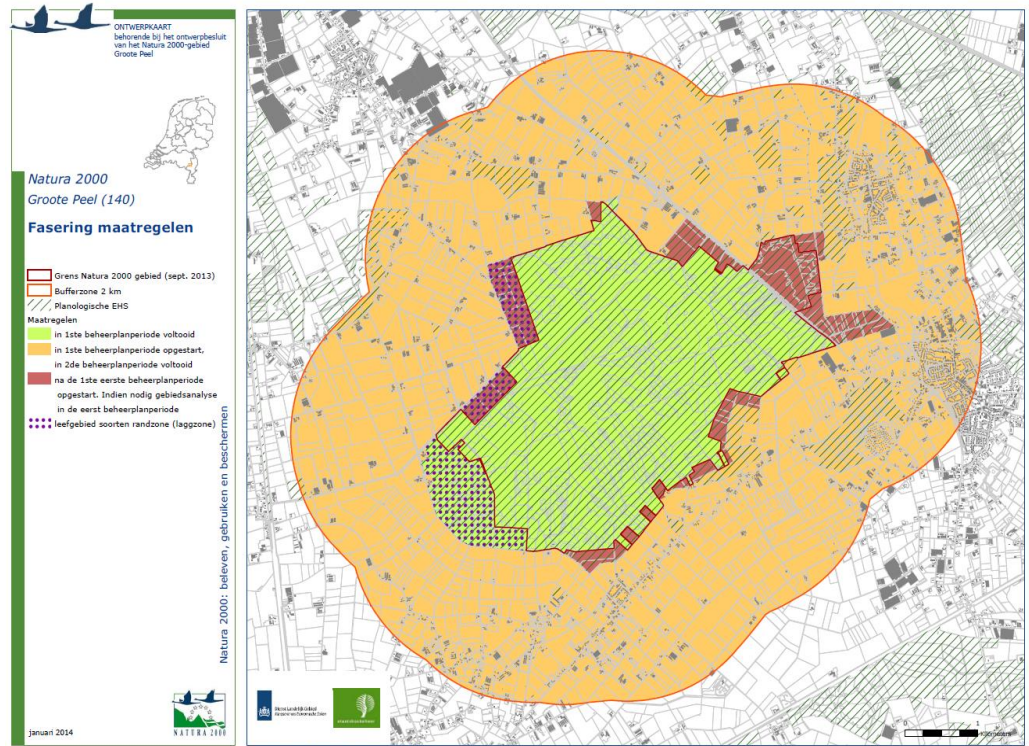 ONTWERPKAART
behorende bij het ontwerpbesluit
van het Natura 2000-gebied
Groote Peel
Natura 2000
Groote Peel (140)
Fasering maatregelen
Grens Natura 2000 gebied (sept. 2013)
Bufferzone 2 km
Planologische EHS
Maatregelen
in 1ste beheerplanperiode voltooid
in 1ste beheerplanperiode opgestart,
in 2de beheerplanperiode voltooid
na de 1ste eerste beheerplanperiode
opgestart. Indien nodig gebiedsanalyse
in de eerst beheerplanperiode
leefgebied soorten randzone (laggzone)
Natura 2000: beleven, gebruiken en beschermen
NATURA 2000
januari 2014
0 1
Kilometers